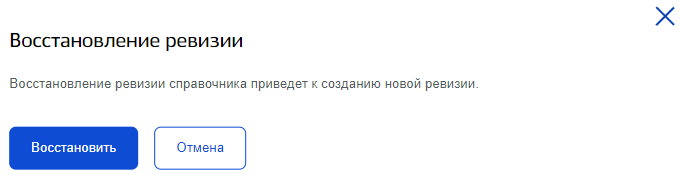 Восстановление ревизии
Восстановление ревизии справочника приведет к созданию новой ревизии.
Восстановить
Отмена